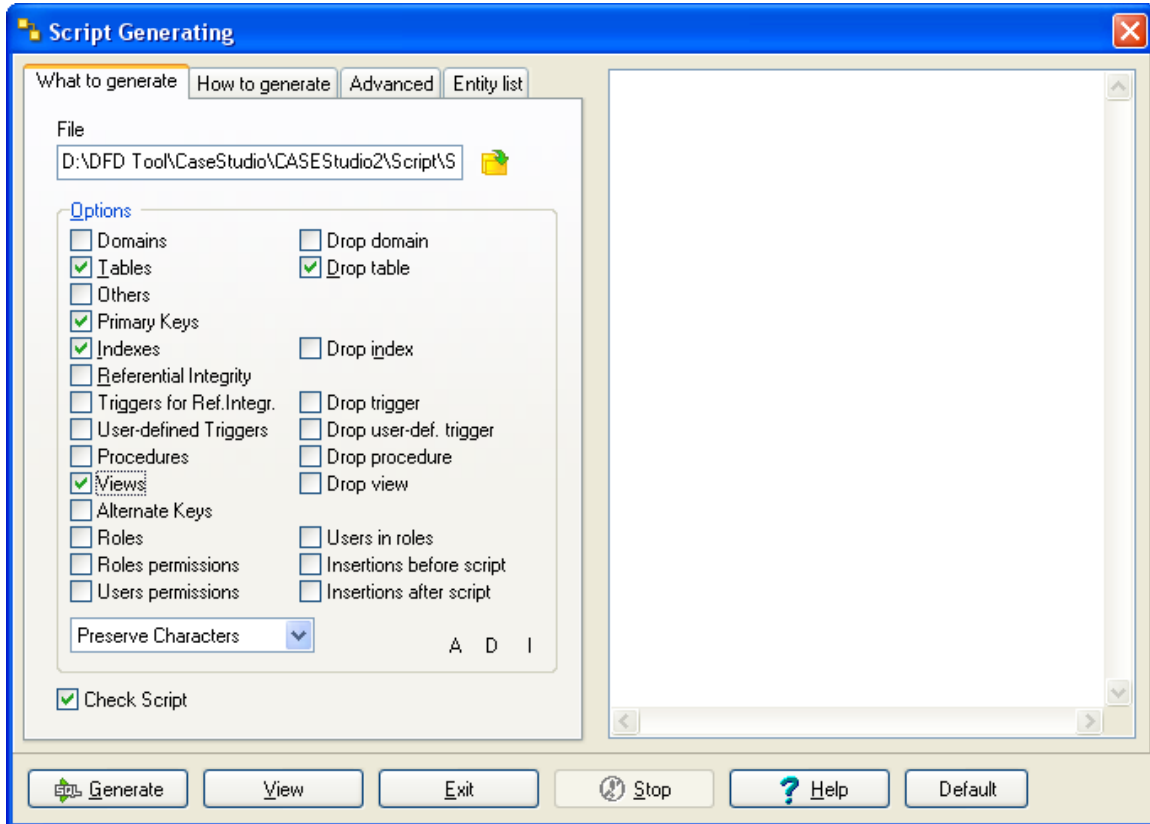 Script Generating
What to generate How to generate Advanced Entity list
File
D:\DFD Tool\CaseStudio\CASEStudio2\Script\S
Options
Domains Drop domain
Tables Drop table
Others
Primary Keys
Indexes Drop index
Referential Integrity
Triggers for Ref.Integr. Drop trigger
User-defined Triggers Drop user-def. trigger
Procedures Drop procedure
Views Drop view
Alternate Keys
Roles Users in roles
Roles permissions Insertions before script
Users permissions Insertions after script
Preserve Characters A D I
Check Script
SQL Generate View Exit Stop ? Help Default